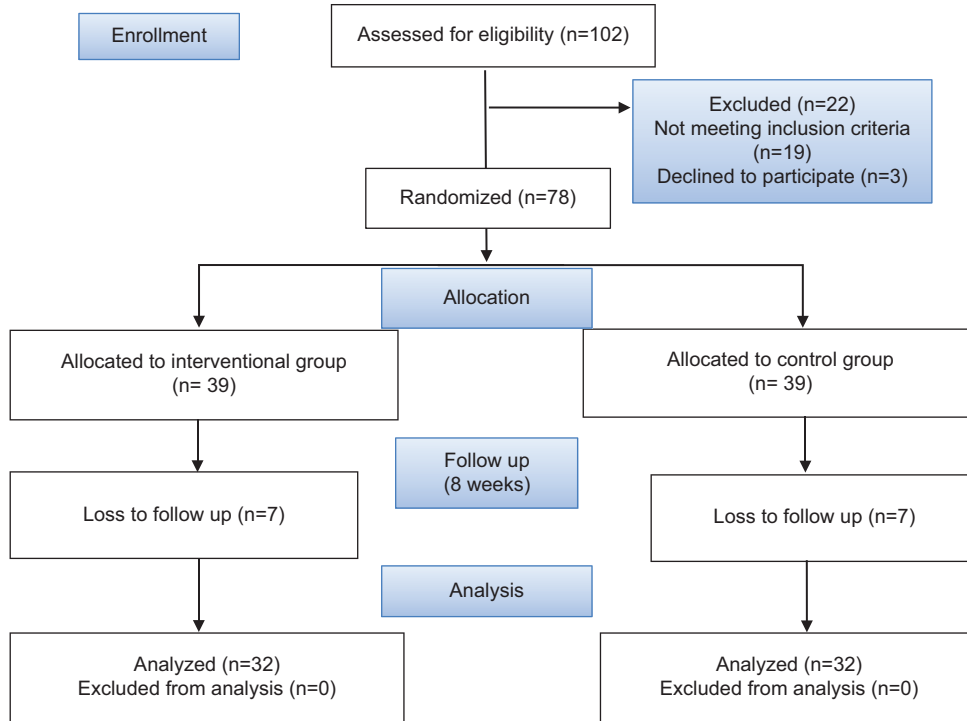 Enrollment
Assessed for eligibility (n=102)
Excluded (n=22)
Not meeting inclusion criteria
(n=19)
Declined to participate (n=3)
Randomized (n=78)
Allocation
Allocated to interventional group
(n= 39)
Allocated to control group
(n= 39)
Follow up
(8 weeks)
Loss to follow up (n=7)
Loss to follow up (n=7)
Analysis
Analyzed (n=32)
Excluded from analysis (n=0)
Analyzed (n=32)
Excluded from analysis (n=0)